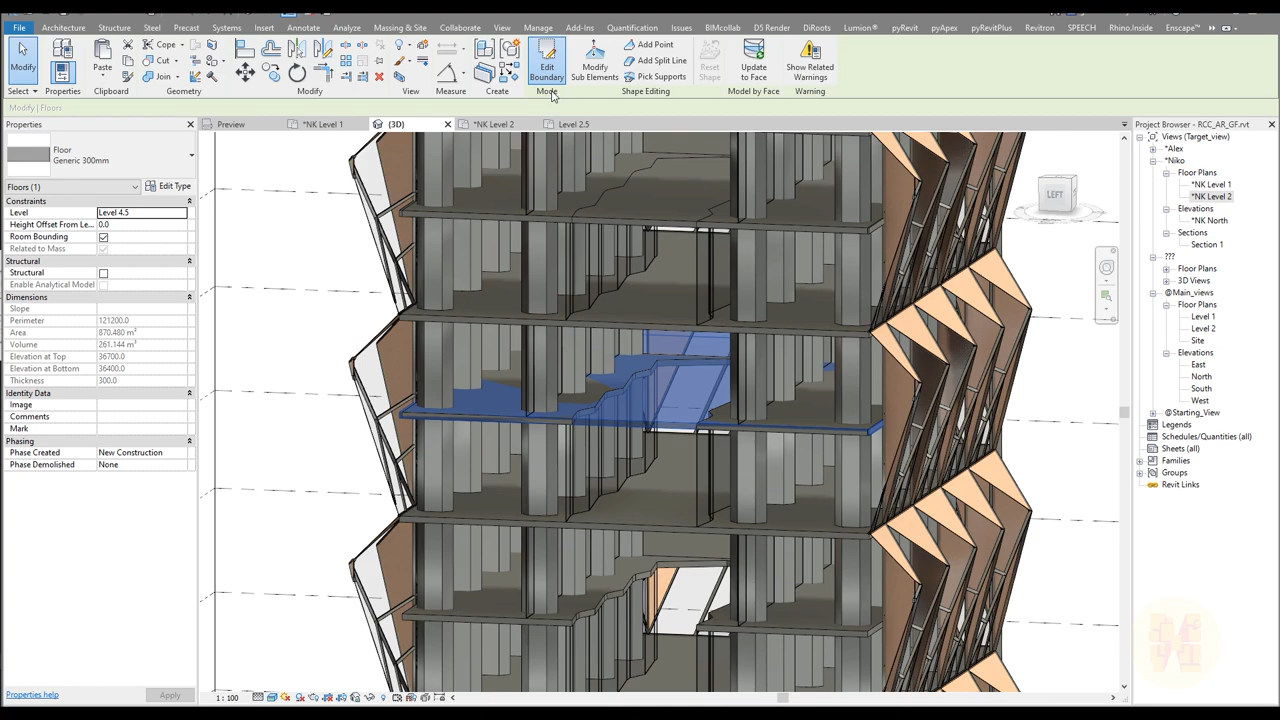 File Architecture Structure Steel Precast Systems Insert Annotate Analyze Massing & Site Collaborate View Manage Add-Ins Quantification Issues BIMcollab D5 Render DiRoots Lumion® pyRevit pyApex pyRevitPlus Revitron SPEECH Rhino.Inside Enscape™
Modify
Properties
Paste
Cope
Cut
Join
Edit
Boundary
Modify
Sub Elements
Add Point
Add Split Line
Pick Supports
Reset
Shape
Update
to Face
Show Related
Warnings
Select Properties Clipboard Geometry Modify View Measure Create Mode Shape Editing Model by Face Warning
Modify | Floors
Properties
Preview *NK Level 1 {3D} *NK Level 2 Level 2.5
Project Browser - RCC_AR_GF.rvt
Floor
Generic 300mm
Floors (1) Edit Type
Constraints
Level Level 4.5
Height Offset From Le... 0.0
Room Bounding
Related to Mass
Structural
Structural
Enable Analytical Model
Dimensions
Slope
Perimeter 121200.0
Area 870.480 m²
Volume 261.144 m³
Elevation at Top 36700.0
Elevation at Bottom 36400.0
Thickness 300.0
Identity Data
Image
Comments
Mark
Phasing
Phase Created New Construction
Phase Demolished None
Properties help Apply
LEFT
1 : 100
Views (Target_view)
*Alex
*Niko
Floor Plans
*NK Level 1
*NK Level 2
Elevations
*NK North
Sections
Section 1
???
Floor Plans
3D Views
@Main_views
Floor Plans
Level 1
Level 2
Site
Elevations
East
North
South
West
@Starting_View
Legends
Schedules/Quantities (all)
Sheets (all)
Families
Groups
Revit Links